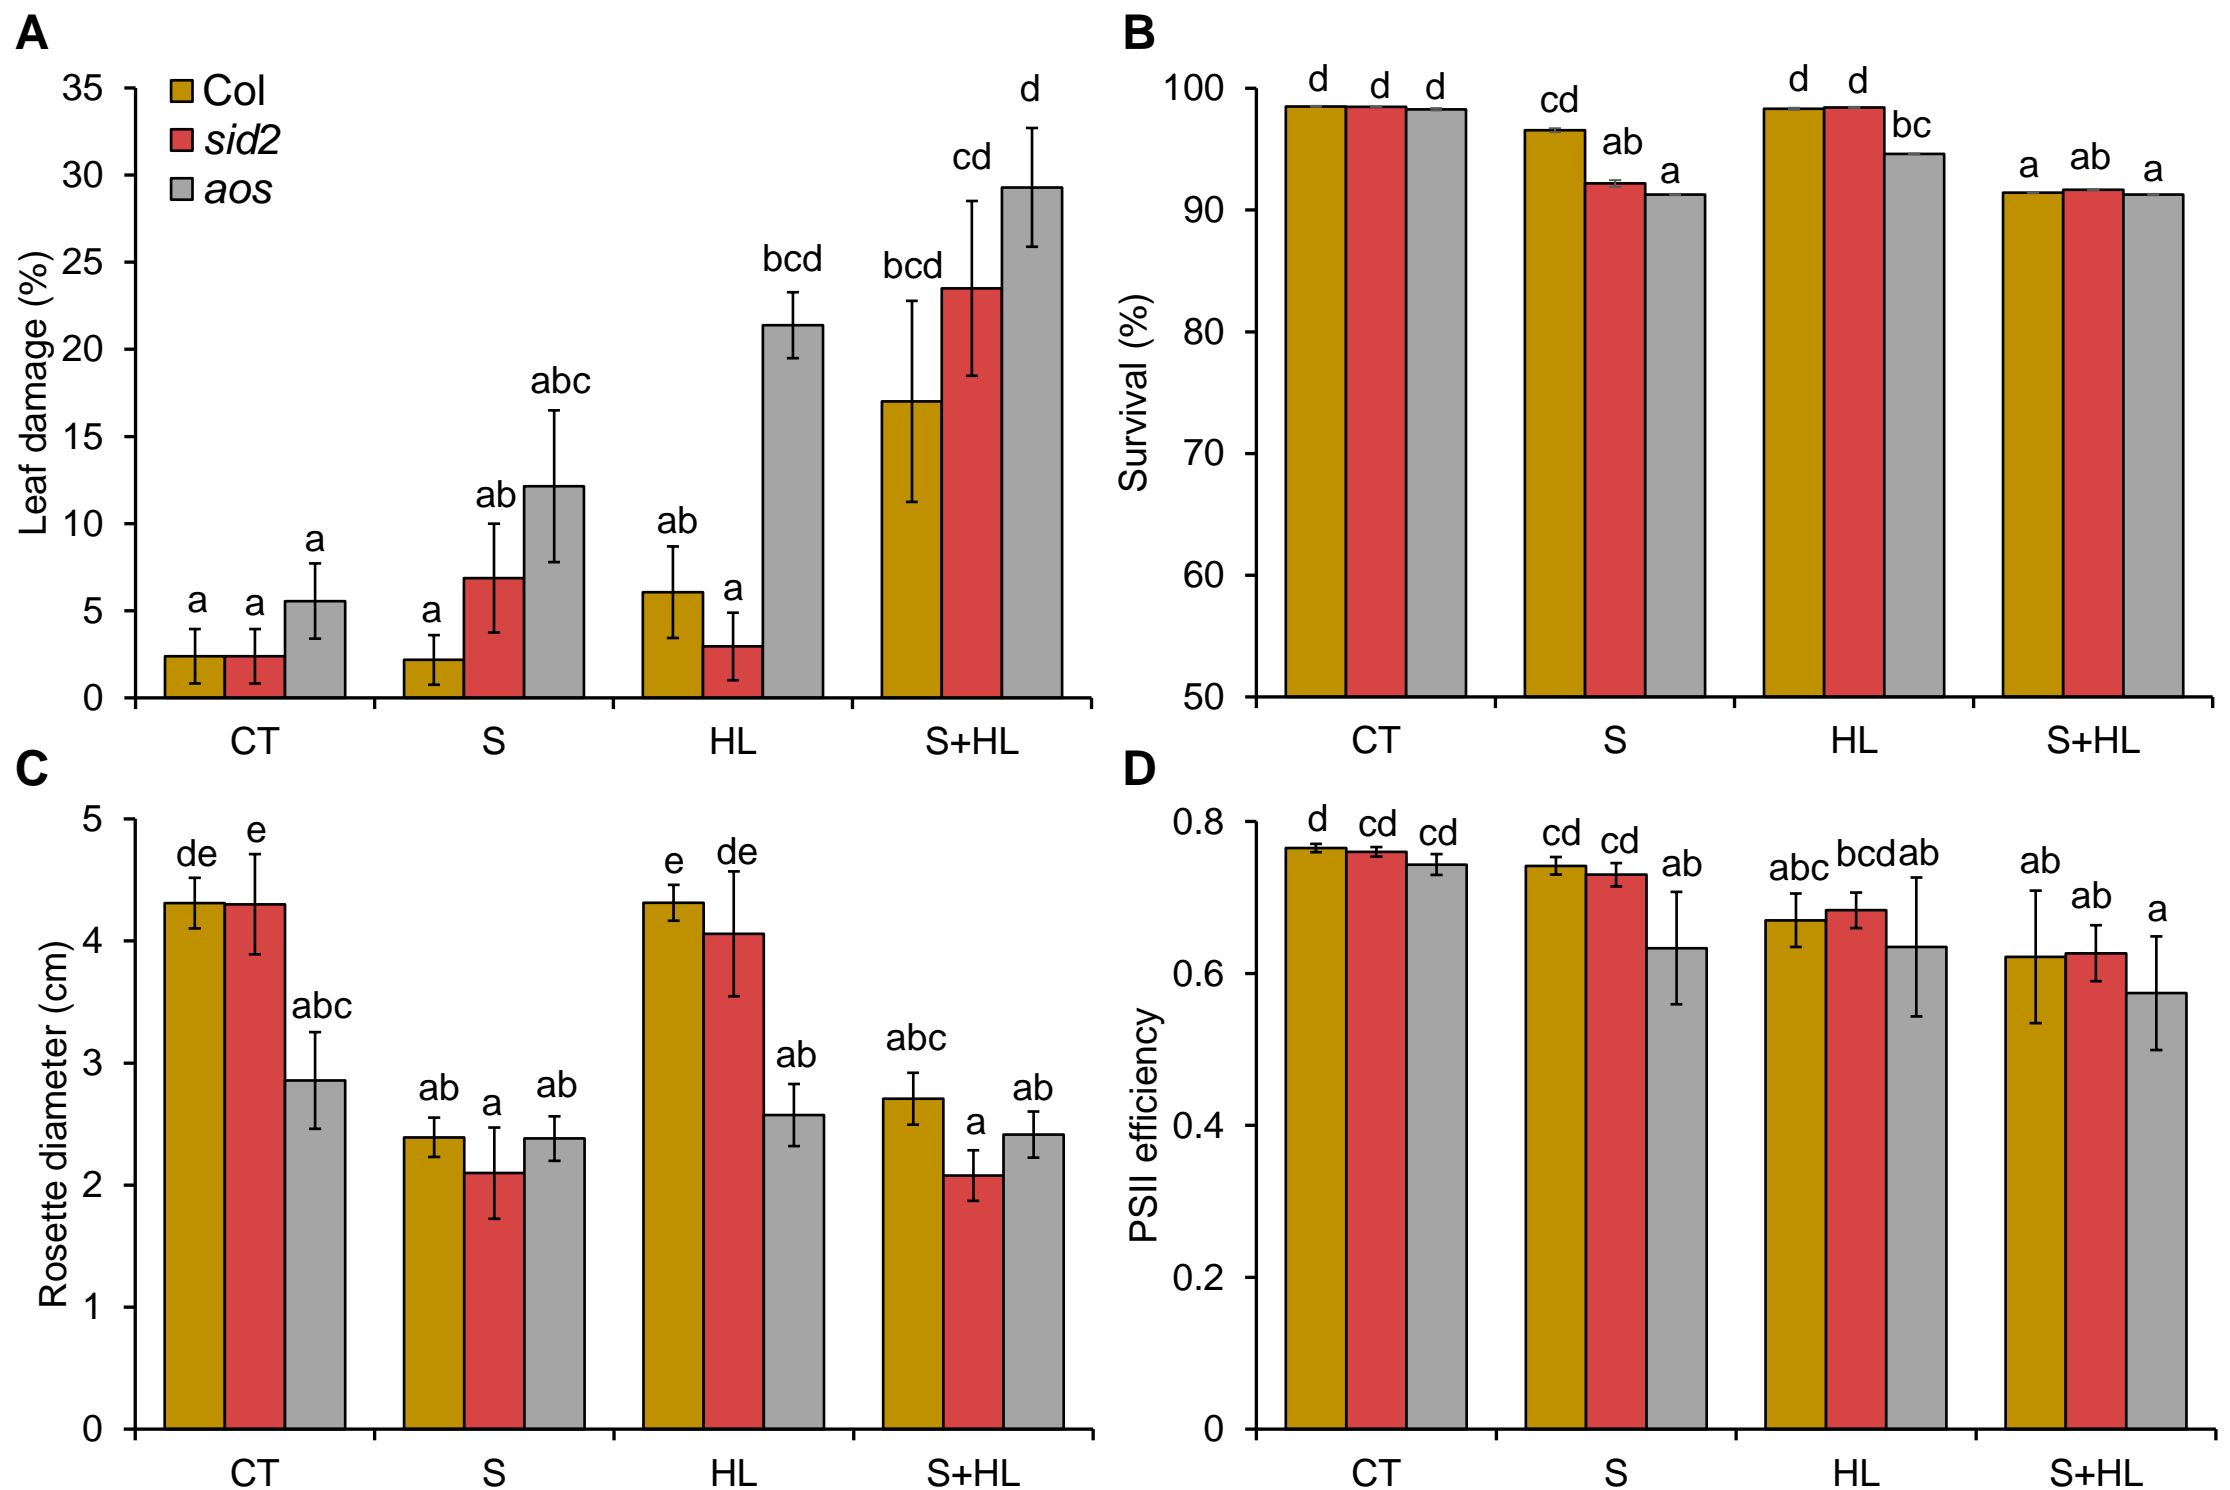 A
35
30
25
20
15
10
5
0
Leaf damage (%)
Col
sid2
aos
a a a
a ab abc
ab a bcd
bcd cd d
CT S HL S+HL
B
100
90
80
70
60
50
Survival (%)
d d d
cd ab a
d d bc
a ab a
CT S HL S+HL
C
5
4
3
2
1
0
Rosette diameter (cm)
de e abc
ab a ab
e de ab
abc a ab
CT S HL S+HL
D
0.8
0.6
0.4
0.2
0
PSII efficiency
d cd cd
cd cd ab
abc bcd ab
ab ab a
CT S HL S+HL